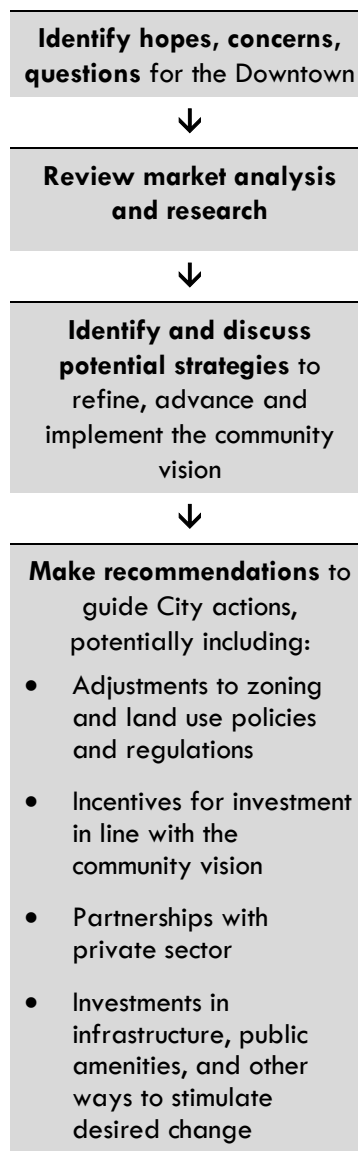 Identify hopes, concerns,
questions for the Downtown
↓
Review market analysis
and research
↓
Identify and discuss
potential strategies to
refine, advance and
implement the community
vision
↓
Make recommendations to
guide City actions,
potentially including:
• Adjustments to zoning
and land use policies
and regulations
• Incentives for investment
in line with the
community vision
• Partnerships with
private sector
• Investments in
infrastructure, public
amenities, and other
ways to stimulate
desired change